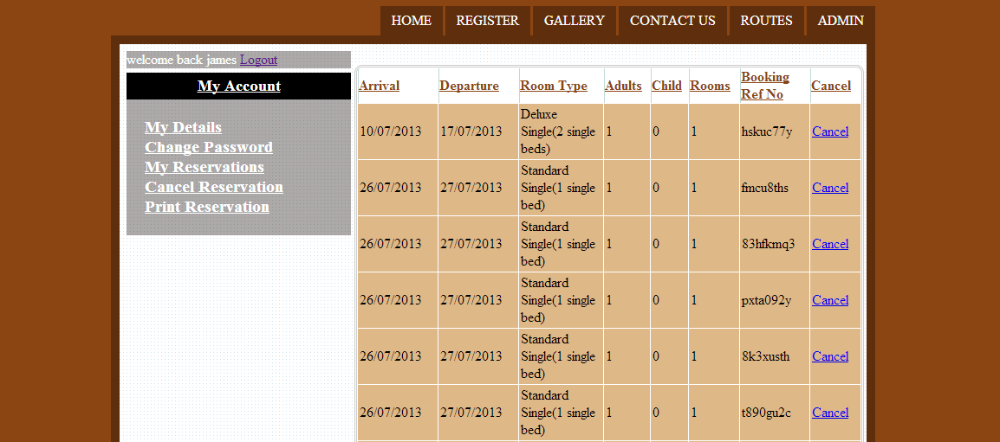 HOME REGISTER GALLERY CONTACT US ROUTES ADMIN
welcome back james Logout
My Account
My Details
Change Password
My Reservations
Cancel Reservation
Print Reservation
Arrival Departure Room Type Adults Child Rooms Booking Ref No Cancel
10/07/2013 17/07/2013 Deluxe Single(2 single beds) 1 0 1 hskuc77y Cancel
26/07/2013 27/07/2013 Standard Single(1 single bed) 1 0 1 fmcu8ths Cancel
26/07/2013 27/07/2013 Standard Single(1 single bed) 1 0 1 83hfkmq3 Cancel
26/07/2013 27/07/2013 Standard Single(1 single bed) 1 0 1 pxta092y Cancel
26/07/2013 27/07/2013 Standard Single(1 single bed) 1 0 1 8k3xusth Cancel
26/07/2013 27/07/2013 Standard Single(1 single bed) 1 0 1 t890gu2c Cancel